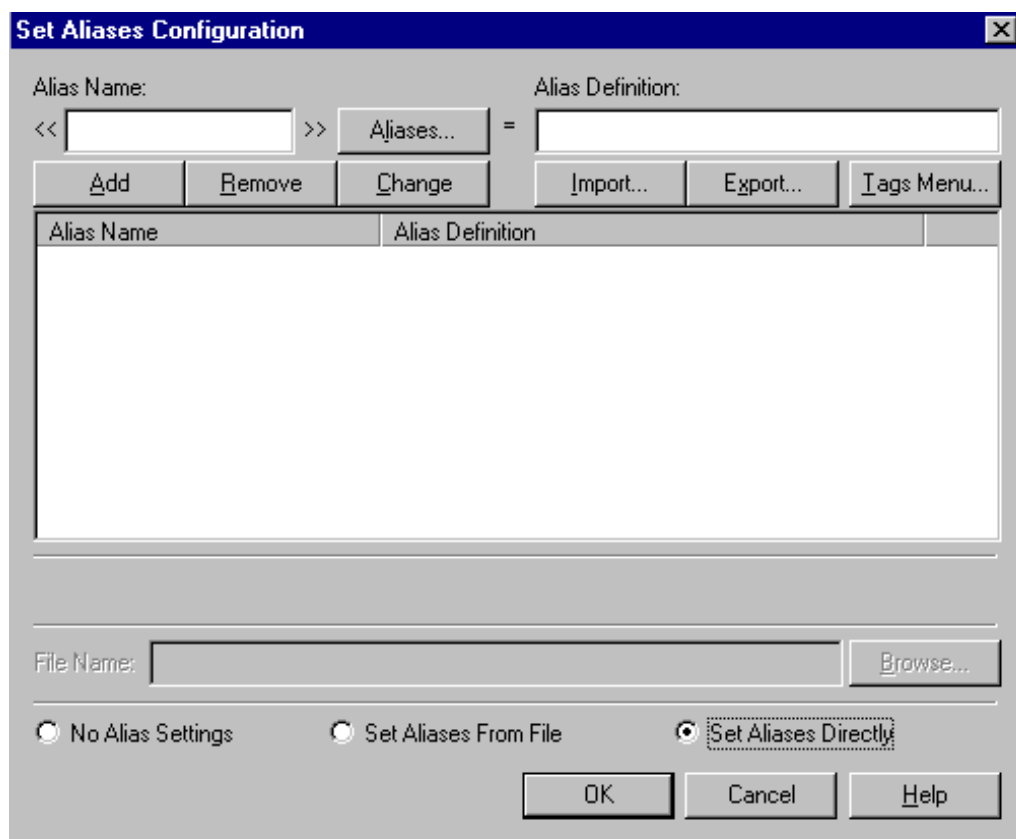 Set Aliases Configuration
Alias Name: Alias Definition:
<< >> Aliases... =
Add Remove Change Import... Export... Tags Menu...
Alias Name Alias Definition
File Name: Browse...
No Alias Settings Set Aliases From File Set Aliases Directly
OK Cancel Help